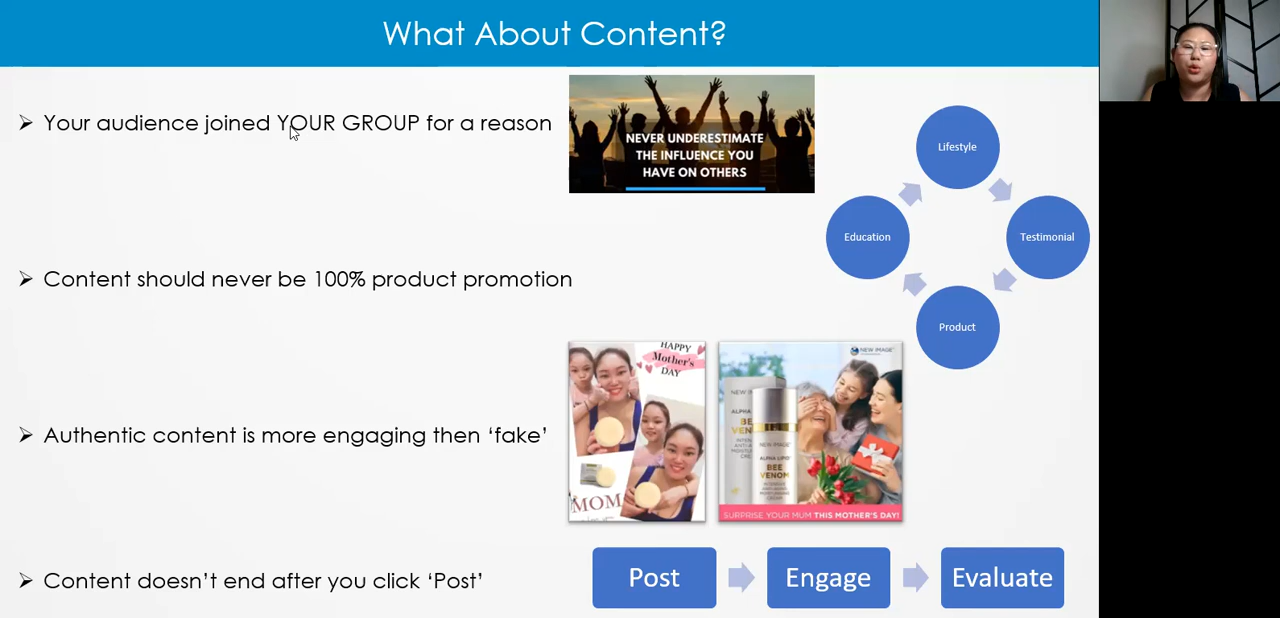 What About Content?
➢ Your audience joined YOUR GROUP for a reason
NEVER UNDERESTIMATE
THE INFLUENCE YOU
HAVE ON OTHERS
Lifestyle
Education
Testimonial
Product
➢ Content should never be 100% product promotion
➢ Authentic content is more engaging then ‘fake’
HAPPY
Mother's
DAY
MOM
NEW IMAGE
ALPHA LIPID
BEE
VENOM
SURPRISE YOUR MUM THIS MOTHER'S DAY!
➢ Content doesn’t end after you click ‘Post’
Post
Engage
Evaluate